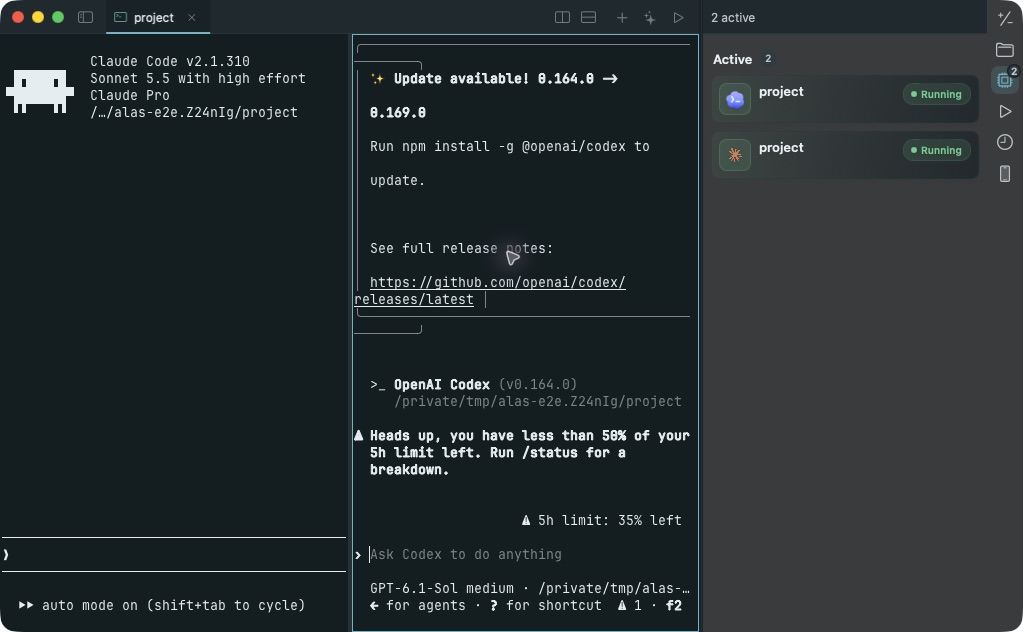 project
2 active
Claude Code v2.1.310
Sonnet 5.5 with high effort
Claude Pro
/…/alas-e2e.Z24nIg/project
❯
auto mode on (shift+tab to cycle)
✨ Update available! 0.164.0 ->
0.169.0
Run npm install -g @openai/codex to
update.
See full release notes:
https://github.com/openai/codex/
releases/latest
>_ OpenAI Codex (v0.164.0)
/private/tmp/alas-e2e.Z24nIg/project
⚠ Heads up, you have less than 50% of your
5h limit left. Run /status for a
breakdown.
⚠ 5h limit: 35% left
› Ask Codex to do anything
GPT-6.1-Sol medium · /private/tmp/alas-…
← for agents · ? for shortcut ⚠ 1 · f2
Active 2
project
Running
project
Running
2